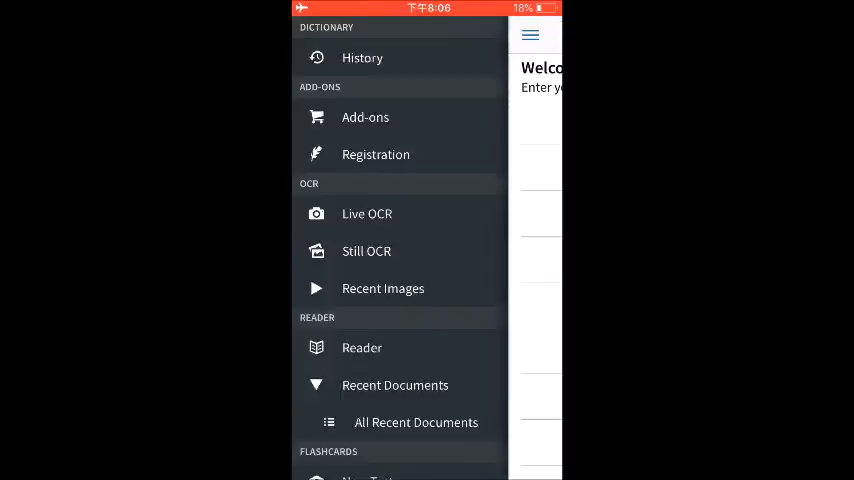 下午8:06
18%
DICTIONARY
History
Welco
Enter y
ADD-ONS
Add-ons
Registration
OCR
Live OCR
Still OCR
Recent Images
READER
Reader
Recent Documents
All Recent Documents
FLASHCARDS